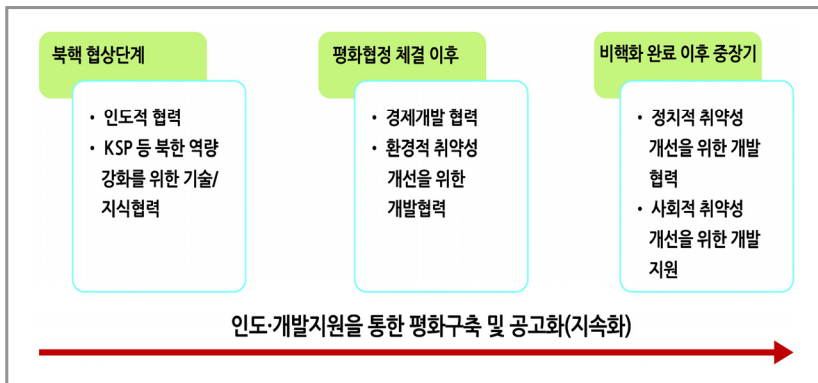 북핵 협상단계
• 인도적 협력
• KSP 등 북한 역량
강화를 위한 기술/
지식협력
평화협정 체결 이후
• 경제개발 협력
• 환경적 취약성
개선을 위한
개발협력
비핵화 완료 이후 중장기
• 정치적 취약성
개선을 위한 개발
협력
• 사회적 취약성
개선을 위한 개발
지원
인도·개발지원을 통한 평화구축 및 공고화(지속화)